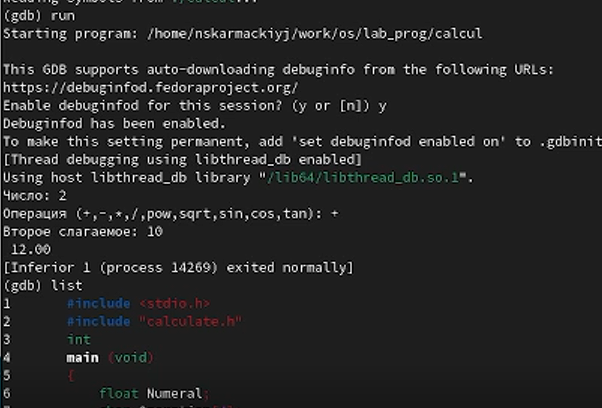 (gdb) run
Starting program: /home/nskarmackiyj/work/os/lab_prog/calcul
This GDB supports auto-downloading debuginfo from the following URLs:
https://debuginfod.fedoraproject.org/
Enable debuginfod for this session? (y or [n]) y
Debuginfod has been enabled.
To make this setting permanent, add 'set debuginfod enabled on' to .gdbinit
[Thread debugging using libthread_db enabled]
Using host libthread_db library "/lib64/libthread_db.so.1".
Число: 2
Операция (+,-,*,/,pow,sqrt,sin,cos,tan): +
Второе слагаемое: 10
12.00
[Inferior 1 (process 14269) exited normally]
(gdb) list
1 #include <stdio.h>
2 #include "calculate.h"
3 int
4 main (void)
5 {
6 float Numeral;